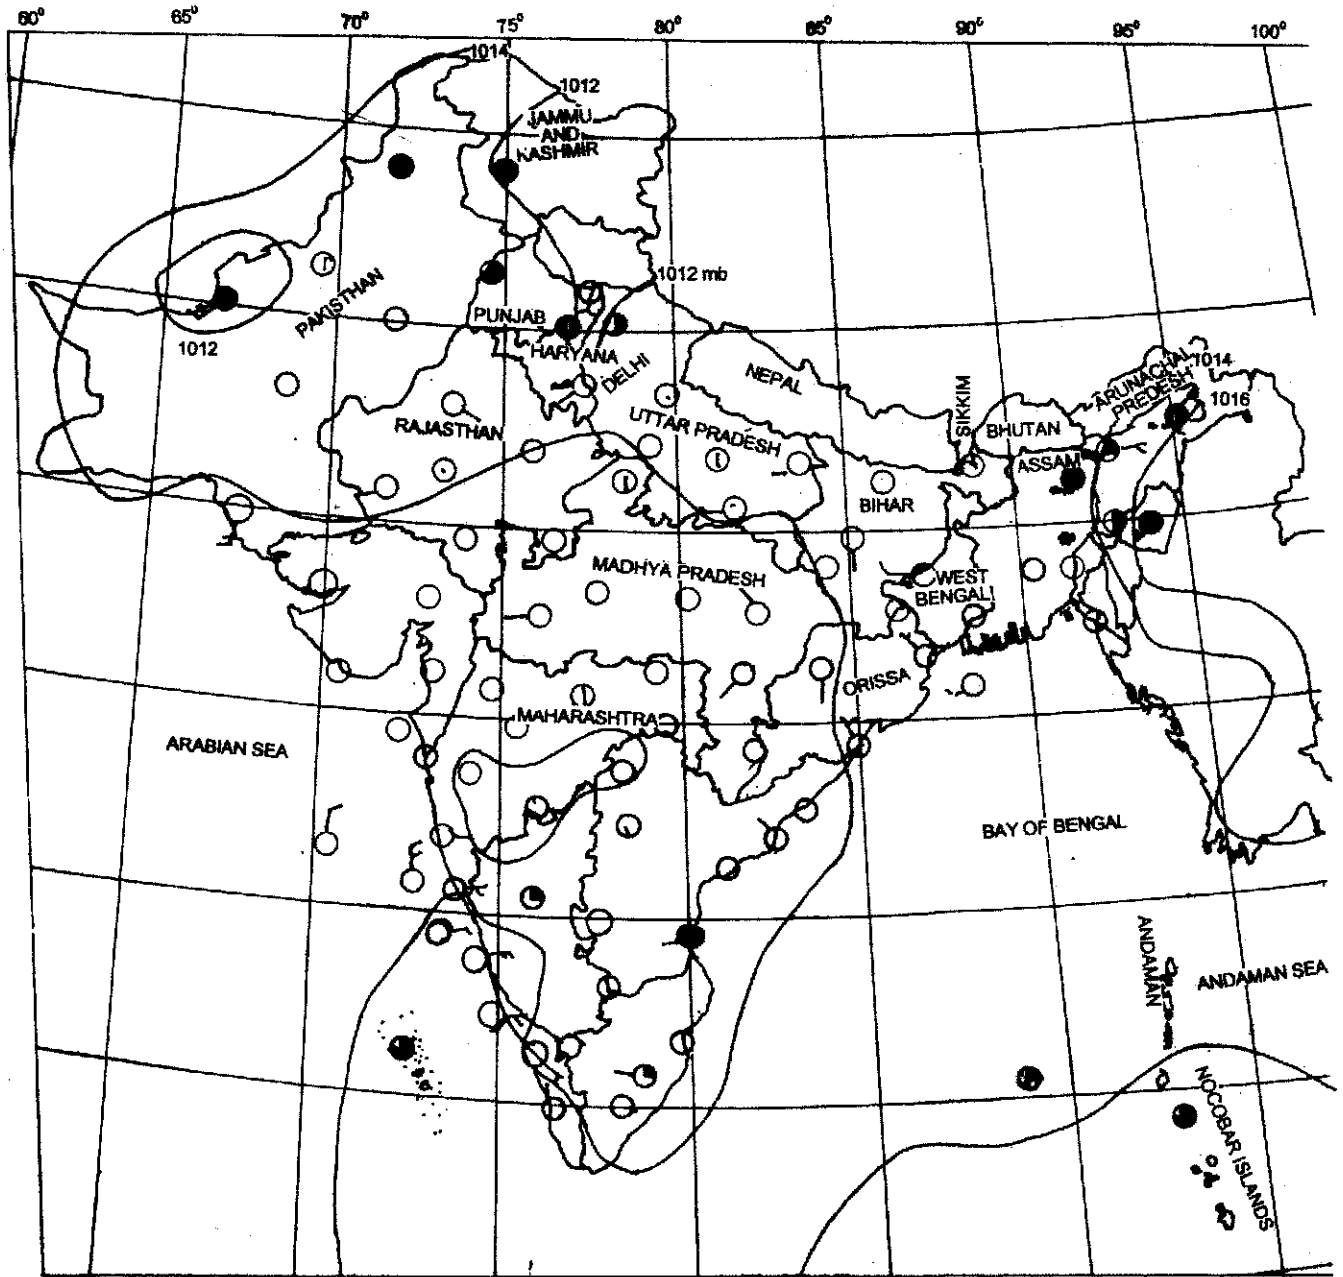 60° 65° 70° 75° 80° 85° 90° 95° 100°
1014
1012
JAMMU
AND
KASHMIR
1012 mb
PAKISTHAN
PUNJAB
HARYANA
DELHI
1012
NEPAL
SIKKIM
BHUTAN
ARUNACHAL
PREDESH
1014
1016
RAJASTHAN
UTTAR PRADESH
ASSAM
BIHAR
MADHYA PRADESH
WEST
BENGAL
ORISSA
MAHARASHTRA
ARABIAN SEA
BAY OF BENGAL
ANDAMAN
ANDAMAN SEA
NOCOBAR ISLANDS